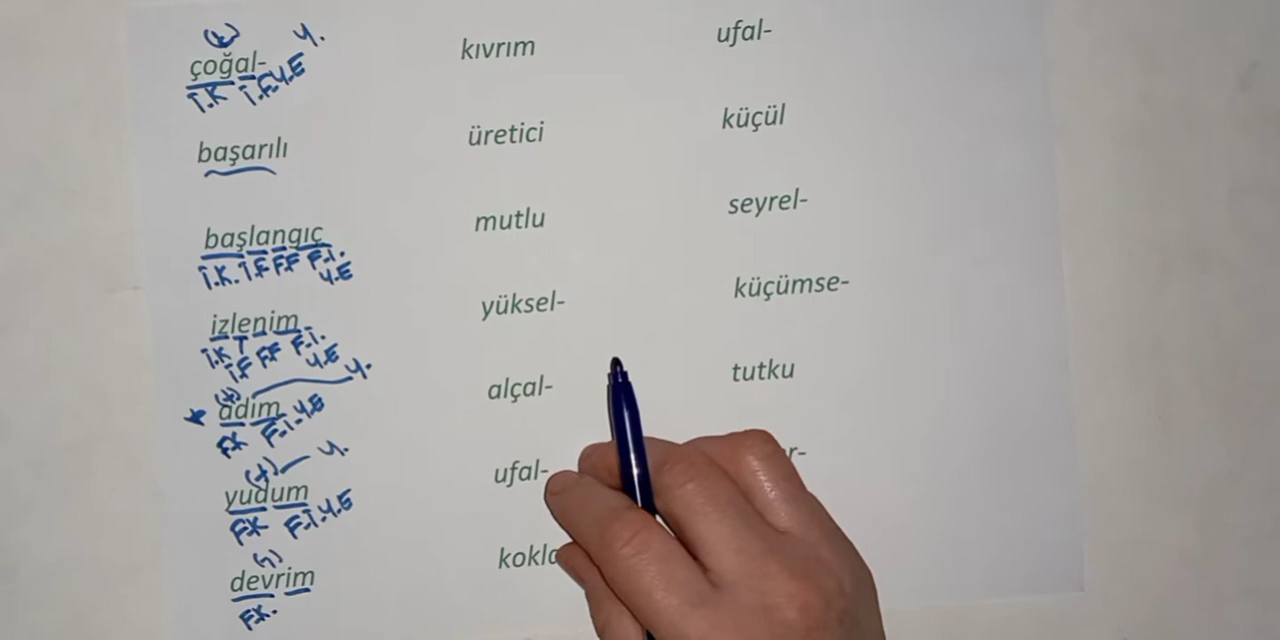 (k) y.
çoğal-
İ.K İ.F.Y.E
başarılı
başlangıç
İ.K. İ.F F.F F.İ.
Y.E
izlenim
İ.K İ.F F.F F.İ.
Y.E y.
adım
F.K F.İ.Y.E
y.
yudum
F.K F.İ.Y.E
devrim
F.K.
kıvrım
üretici
mutlu
yüksel-
alçal-
ufal-
ufal-
küçül
seyrel-
küçümse-
tutku